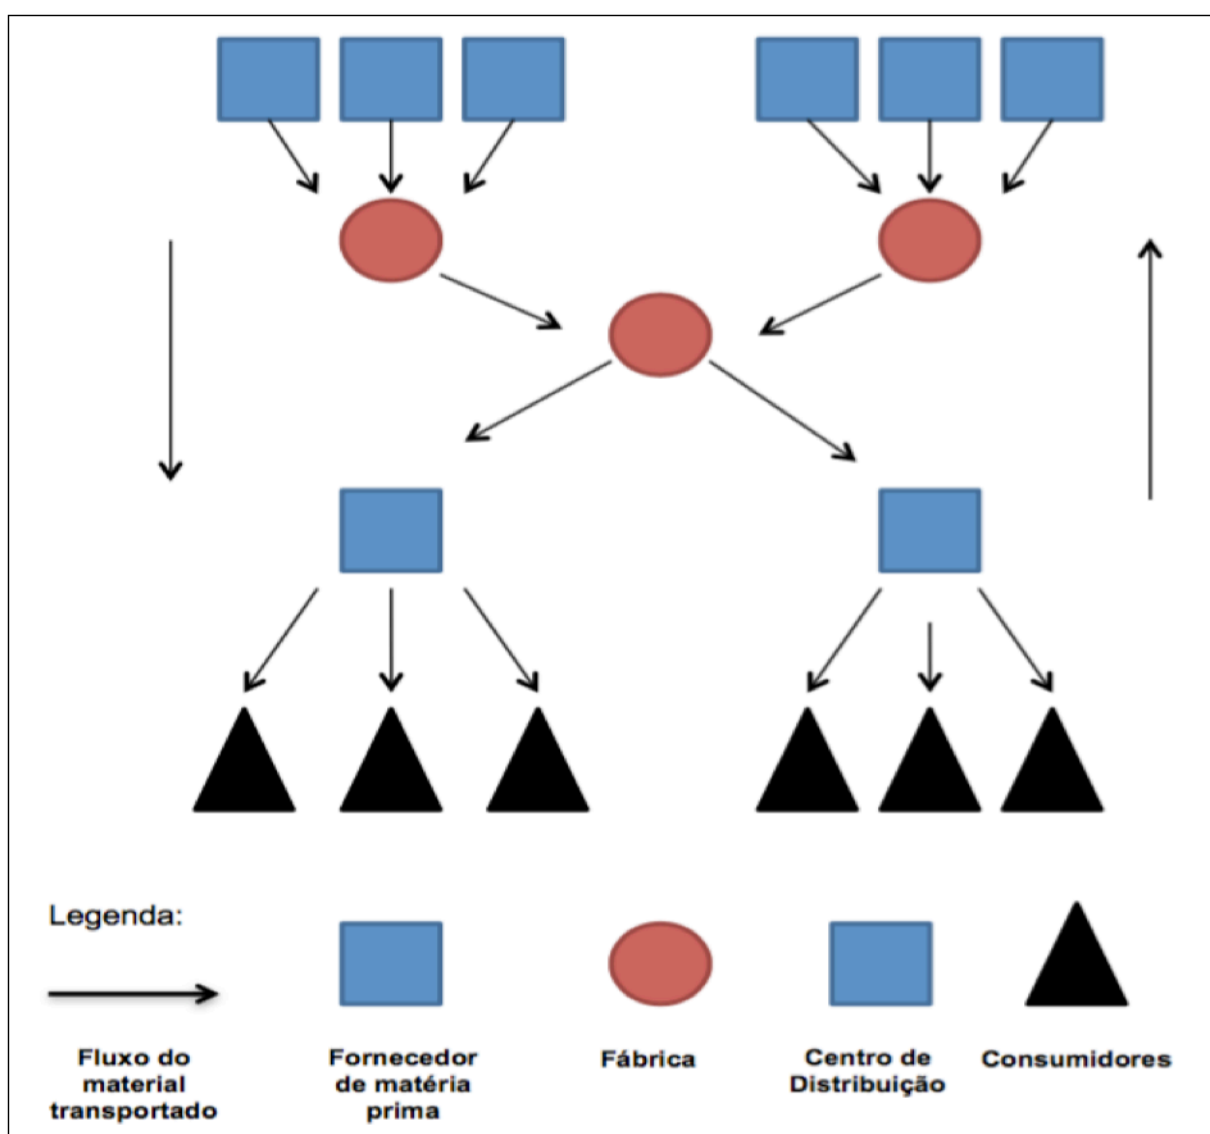 Legenda:
Fluxo do
material
transportado
Fornecedor
de matéria
prima
Fábrica
Centro de
Distribuição
Consumidores